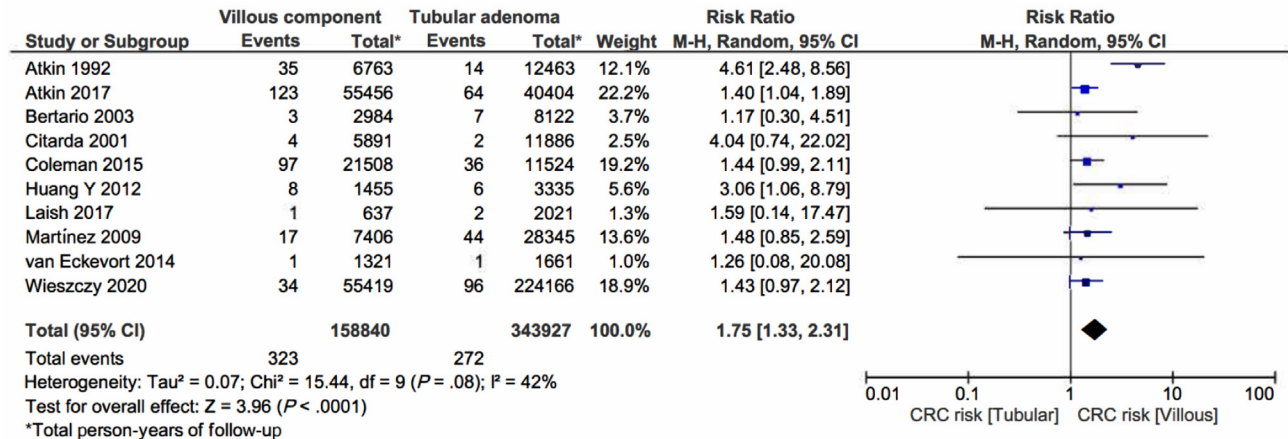 Villous component Tubular adenoma Risk Ratio Risk Ratio
Study or Subgroup Events Total* Events Total* Weight M-H, Random, 95% CI M-H, Random, 95% CI
Atkin 1992 35 6763 14 12463 12.1% 4.61 [2.48, 8.56]
Atkin 2017 123 55456 64 40404 22.2% 1.40 [1.04, 1.89]
Bertario 2003 3 2984 7 8122 3.7% 1.17 [0.30, 4.51]
Citarda 2001 4 5891 2 11886 2.5% 4.04 [0.74, 22.02]
Coleman 2015 97 21508 36 11524 19.2% 1.44 [0.99, 2.11]
Huang Y 2012 8 1455 6 3335 5.6% 3.06 [1.06, 8.79]
Laish 2017 1 637 2 2021 1.3% 1.59 [0.14, 17.47]
Martínez 2009 17 7406 44 28345 13.6% 1.48 [0.85, 2.59]
van Eckevort 2014 1 1321 1 1661 1.0% 1.26 [0.08, 20.08]
Wieszczy 2020 34 55419 96 224166 18.9% 1.43 [0.97, 2.12]
Total (95% CI) 158840 343927 100.0% 1.75 [1.33, 2.31]
Total events 323 272
Heterogeneity: Tau² = 0.07; Chi² = 15.44, df = 9 (P = .08); I² = 42%
Test for overall effect: Z = 3.96 (P < .0001)
*Total person-years of follow-up
0.01 0.1 1 10 100
CRC risk [Tubular] CRC risk [Villous]